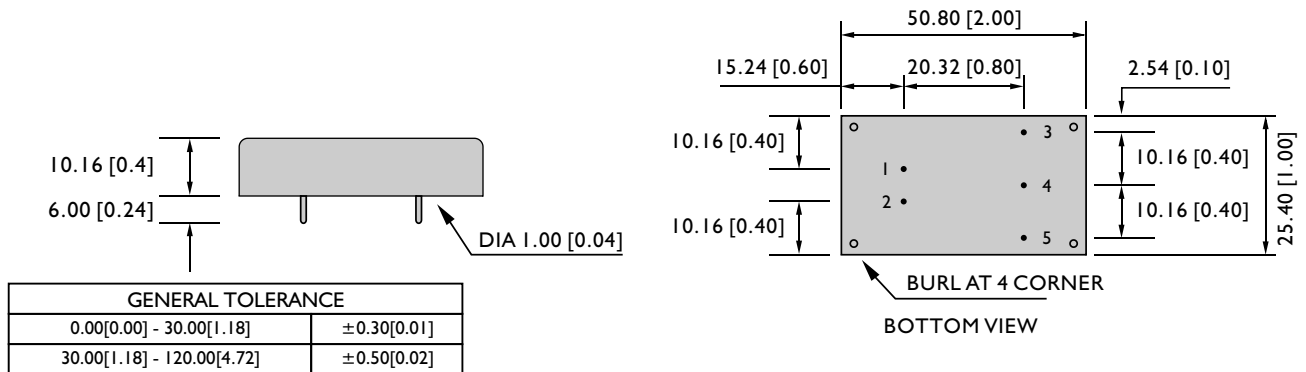 50.80 [2.00]
15.24 [0.60]
20.32 [0.80]
2.54 [0.10]
10.16 [0.4]
6.00 [0.24]
DIA 1.00 [0.04]
10.16 [0.40]
10.16 [0.40]
1
2
3
4
5
10.16 [0.40]
10.16 [0.40]
25.40 [1.00]
BURL AT 4 CORNER
BOTTOM VIEW
GENERAL TOLERANCE
0.00[0.00] - 30.00[1.18] ±0.30[0.01]
30.00[1.18] - 120.00[4.72] ±0.50[0.02]